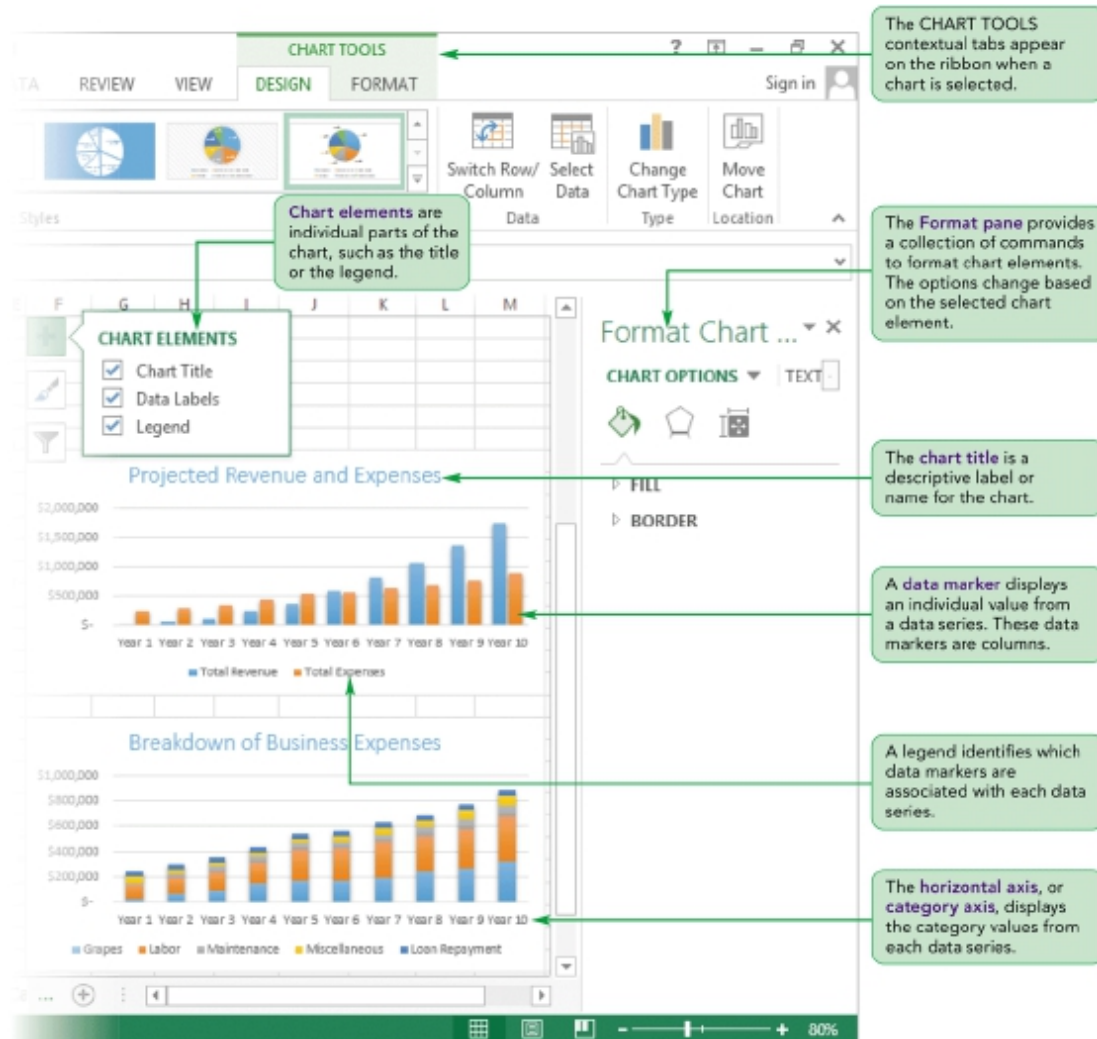 CHART TOOLS
?
TA REVIEW VIEW DESIGN FORMAT Sign in
The CHART TOOLS
contextual tabs appear
on the ribbon when a
chart is selected.
Switch Row/ Select Change Move
Column Data Chart Type Chart
Styles Data Type Location
Chart elements are
individual parts of the
chart, such as the title
or the legend.
The Format pane provides
a collection of commands
to format chart elements.
The options change based
on the selected chart
element.
F G H I J K L M
CHART ELEMENTS
Chart Title
Data Labels
Legend
Format Chart ...
CHART OPTIONS TEXT
FILL
BORDER
Projected Revenue and Expenses
The chart title is a
descriptive label or
name for the chart.
$2,000,000
$1,500,000
$1,000,000
$500,000
$-
Year 1 Year 2 Year 3 Year 4 Year 5 Year 6 Year 7 Year 8 Year 9 Year 10
Total Revenue Total Expenses
A data marker displays
an individual value from
a data series. These data
markers are columns.
Breakdown of Business Expenses
A legend identifies which
data markers are
associated with each data
series.
$1,000,000
$800,000
$600,000
$400,000
$200,000
$-
Year 1 Year 2 Year 3 Year 4 Year 5 Year 6 Year 7 Year 8 Year 9 Year 10
Grapes Labor Maintenance Miscellaneous Loan Repayment
The horizontal axis, or
category axis, displays
the category values from
each data series.
...
80%